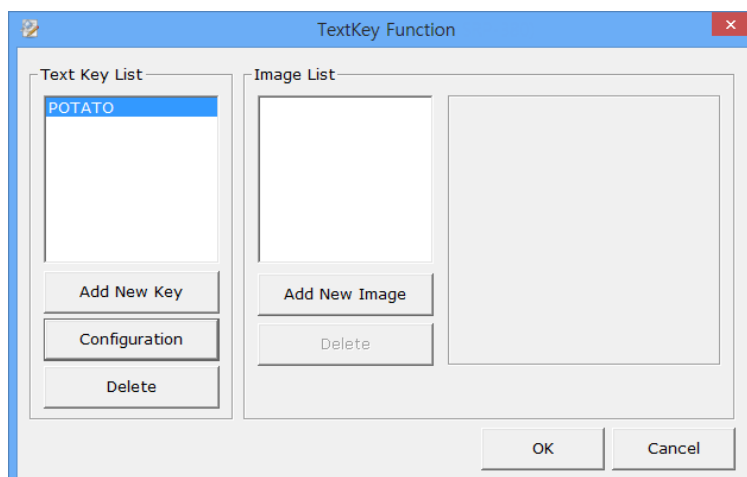 TextKey Function
Text Key List
POTATO
Add New Key
Configuration
Delete
Image List
Add New Image
Delete
OK
Cancel